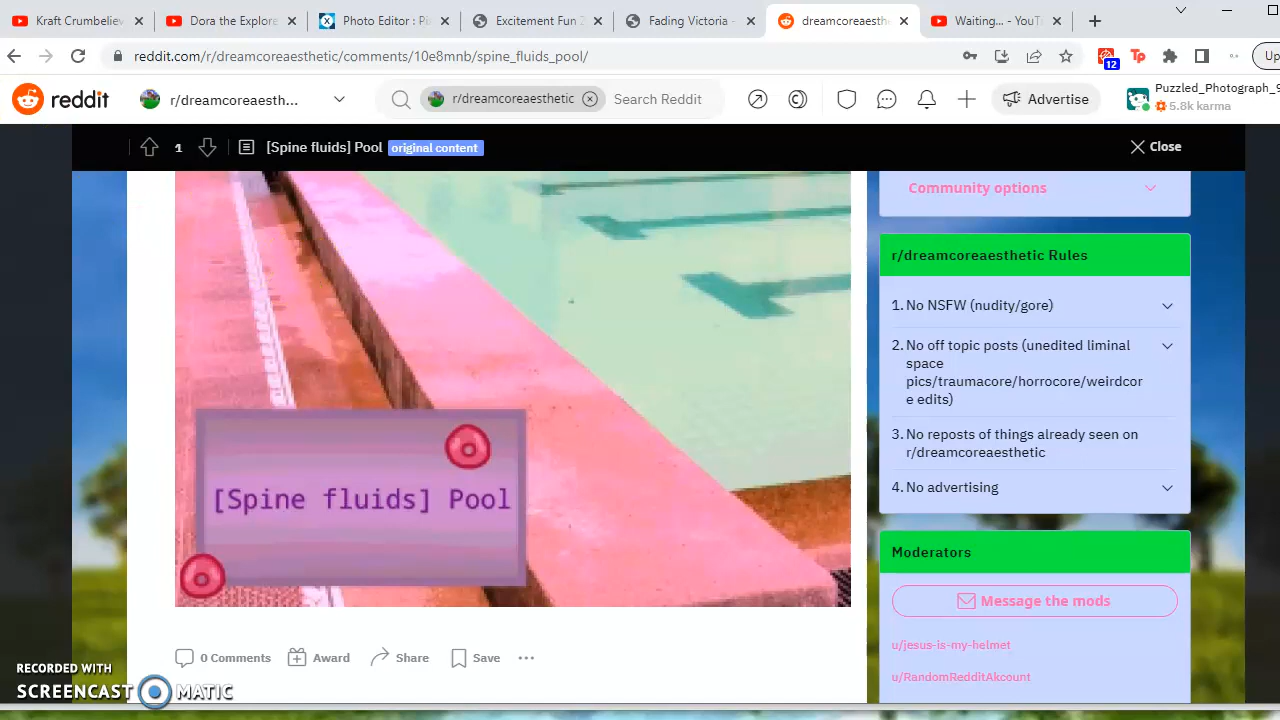 Kraft Crumbeliev
Dora the Explore
Photo Editor : Pi
Excitement Fun Z
Fading Victoria -
dreamcoreaesthe
Waiting... - YouT
reddit.com/r/dreamcoreaesthetic/comments/10e8mnb/spine_fluids_pool/
12
Tp
Up
reddit
r/dreamcoreaesth...
r/dreamcoreaesthetic
Search Reddit
Advertise
Puzzled_Photograph_9
5.8k karma
1
[Spine fluids] Pool
original content
Close
Community options
r/dreamcoreaesthetic Rules
1. No NSFW (nudity/gore)
2. No off topic posts (unedited liminal
space
pics/traumacore/horrocore/weirdcor
e edits)
3. No reposts of things already seen on
r/dreamcoreaesthetic
4. No advertising
[Spine fluids] Pool
Moderators
Message the mods
u/jesus-is-my-helmet
u/RandomRedditAkcount
0 Comments
Award
Share
Save
RECORDED WITH
SCREENCAST MATIC